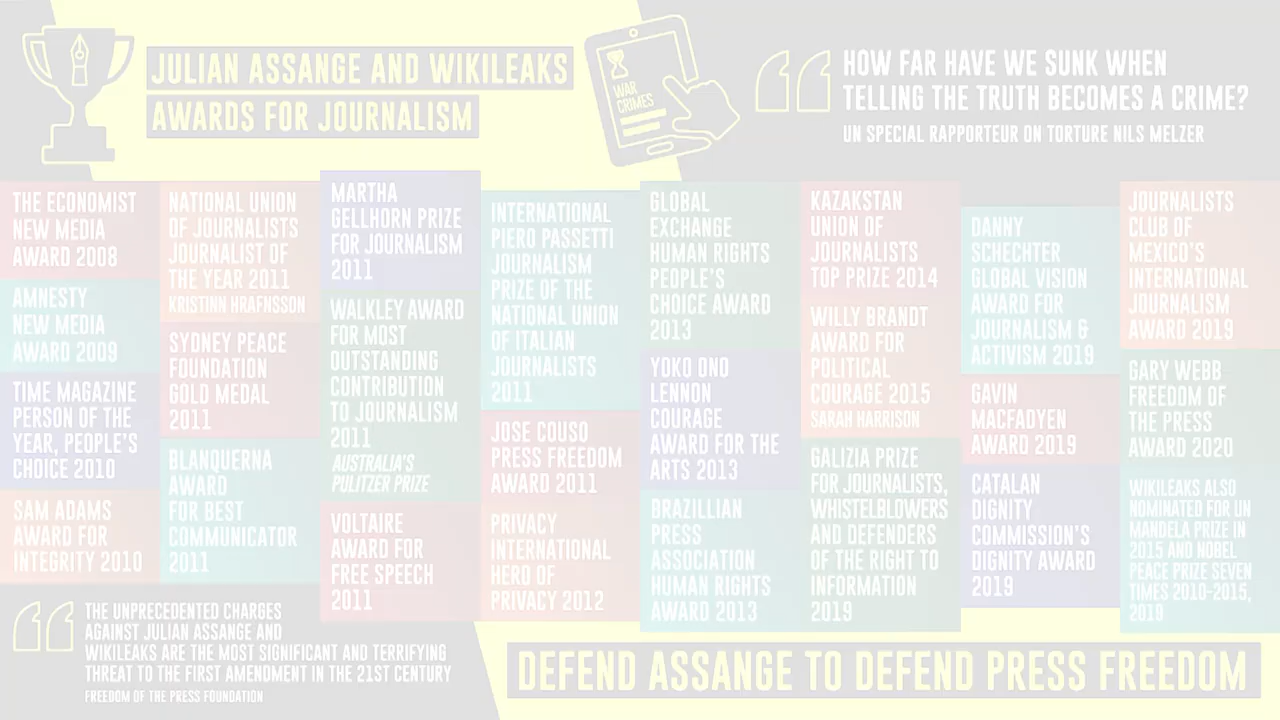 JULIAN ASSANGE AND WIKILEAKS
AWARDS FOR JOURNALISM
WAR
CRIMES
HOW FAR HAVE WE SUNK WHEN
TELLING THE TRUTH BECOMES A CRIME?
UN SPECIAL RAPPORTEUR ON TORTURE NILS MELZER
THE ECONOMIST
NEW MEDIA
AWARD 2008
AMNESTY
NEW MEDIA
AWARD 2009
TIME MAGAZINE
PERSON OF THE
YEAR, PEOPLE'S
CHOICE 2010
SAM ADAMS
AWARD FOR
INTEGRITY 2010
NATIONAL UNION
OF JOURNALISTS
JOURNALIST OF
THE YEAR 2011
KRISTINN HRAFNSSON
SYDNEY PEACE
FOUNDATION
GOLD MEDAL
2011
BLANQUERNA
AWARD
FOR BEST
COMMUNICATOR
2011
MARTHA
GELLHORN PRIZE
FOR JOURNALISM
2011
WALKLEY AWARD
FOR MOST
OUTSTANDING
CONTRIBUTION
TO JOURNALISM
2011
AUSTRALIA'S
PULITZER PRIZE
VOLTAIRE
AWARD FOR
FREE SPEECH
2011
INTERNATIONAL
PIERO PASSETTI
JOURNALISM
PRIZE OF THE
NATIONAL UNION
OF ITALIAN
JOURNALISTS
2011
JOSE COUSO
PRESS FREEDOM
AWARD 2011
PRIVACY
INTERNATIONAL
HERO OF
PRIVACY 2012
GLOBAL
EXCHANGE
HUMAN RIGHTS
PEOPLE'S
CHOICE AWARD
2013
YOKO ONO
LENNON
COURAGE
AWARD FOR THE
ARTS 2013
BRAZILLIAN
PRESS
ASSOCIATION
HUMAN RIGHTS
AWARD 2013
KAZAKSTAN
UNION OF
JOURNALISTS
TOP PRIZE 2014
WILLY BRANDT
AWARD FOR
POLITICAL
COURAGE 2015
SARAH HARRISON
GALIZIA PRIZE
FOR JOURNALISTS,
WHISTELBLOWERS
AND DEFENDERS
OF THE RIGHT TO
INFORMATION
2019
DANNY
SCHECHTER
GLOBAL VISION
AWARD FOR
JOURNALISM &
ACTIVISM 2019
GAVIN
MACFADYEN
AWARD 2019
CATALAN
DIGNITY
COMMISSION'S
DIGNITY AWARD
2019
JOURNALISTS
CLUB OF
MEXICO'S
INTERNATIONAL
JOURNALISM
AWARD 2019
GARY WEBB
FREEDOM OF
THE PRESS
AWARD 2020
WIKILEAKS ALSO
NOMINATED FOR UN
MANDELA PRIZE IN
2015 AND NOBEL
PEACE PRIZE SEVEN
TIMES 2010-2015,
2019
THE UNPRECEDENTED CHARGES
AGAINST JULIAN ASSANGE AND
WIKILEAKS ARE THE MOST SIGNIFICANT AND TERRIFYING
THREAT TO THE FIRST AMENDMENT IN THE 21ST CENTURY
FREEDOM OF THE PRESS FOUNDATION
DEFEND ASSANGE TO DEFEND PRESS FREEDOM